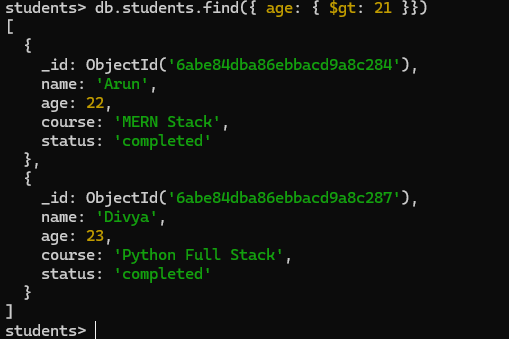 students> db.students.find({ age: { $gt: 21 }})
[
  {
    _id: ObjectId('6abe84dba86ebbacd9a8c284'),
    name: 'Arun',
    age: 22,
    course: 'MERN Stack',
    status: 'completed'
  },
  {
    _id: ObjectId('6abe84dba86ebbacd9a8c287'),
    name: 'Divya',
    age: 23,
    course: 'Python Full Stack',
    status: 'completed'
  }
]
students>